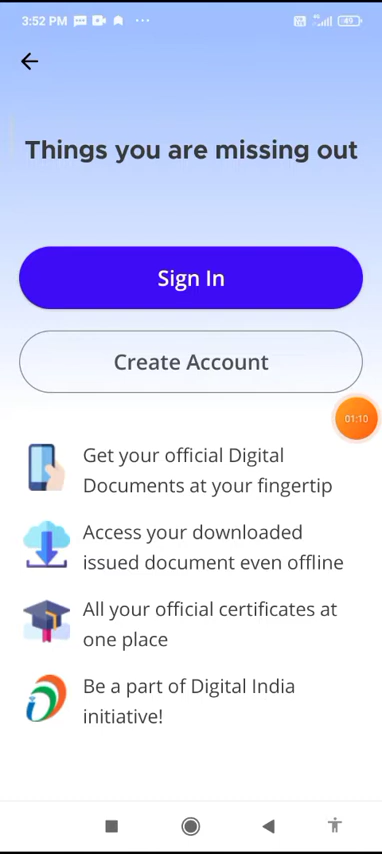 3:52 PM
49
Things you are missing out
Sign In
Create Account
01:10
Get your official Digital
Documents at your fingertip
Access your downloaded
issued document even offline
All your official certificates at
one place
Be a part of Digital India
initiative!